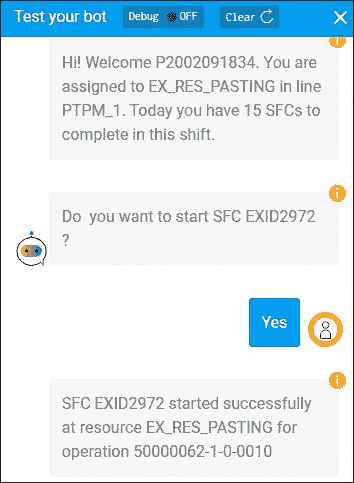 Test your bot Debug OFF Clear
Hi! Welcome P2002091834. You are
assigned to EX_RES_PASTING in line
PTPM_1. Today you have 15 SFCs to
complete in this shift.
Do  you want to start SFC EXID2972
?
Yes
SFC EXID2972 started successfully
at resource EX_RES_PASTING for
operation 50000062-1-0-0010